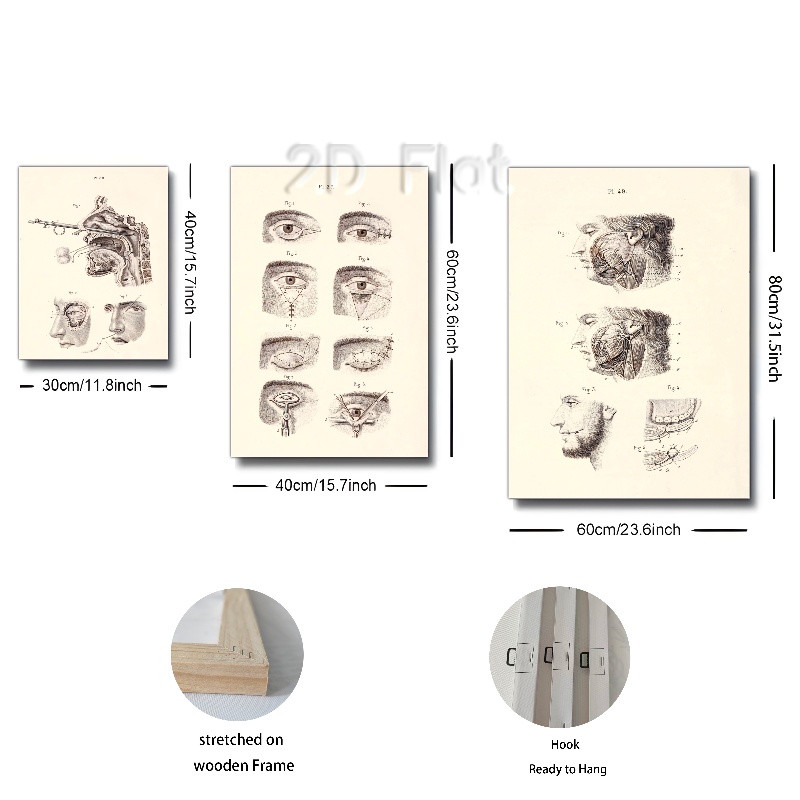 2D Flat
Pl. 49.
40cm/15.7inch
30cm/11.8inch
60cm/23.6inch
40cm/15.7inch
80cm/31.5inch
60cm/23.6inch
stretched on
wooden Frame
Hook
Ready to Hang